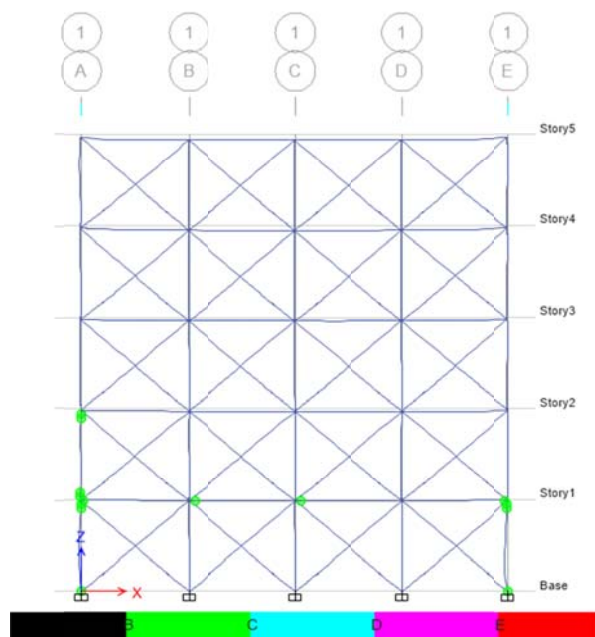 1 1 1 1 1
A B C D E
Story5
Story4
Story3
Story2
Story1
Z
X
Base
B C D E